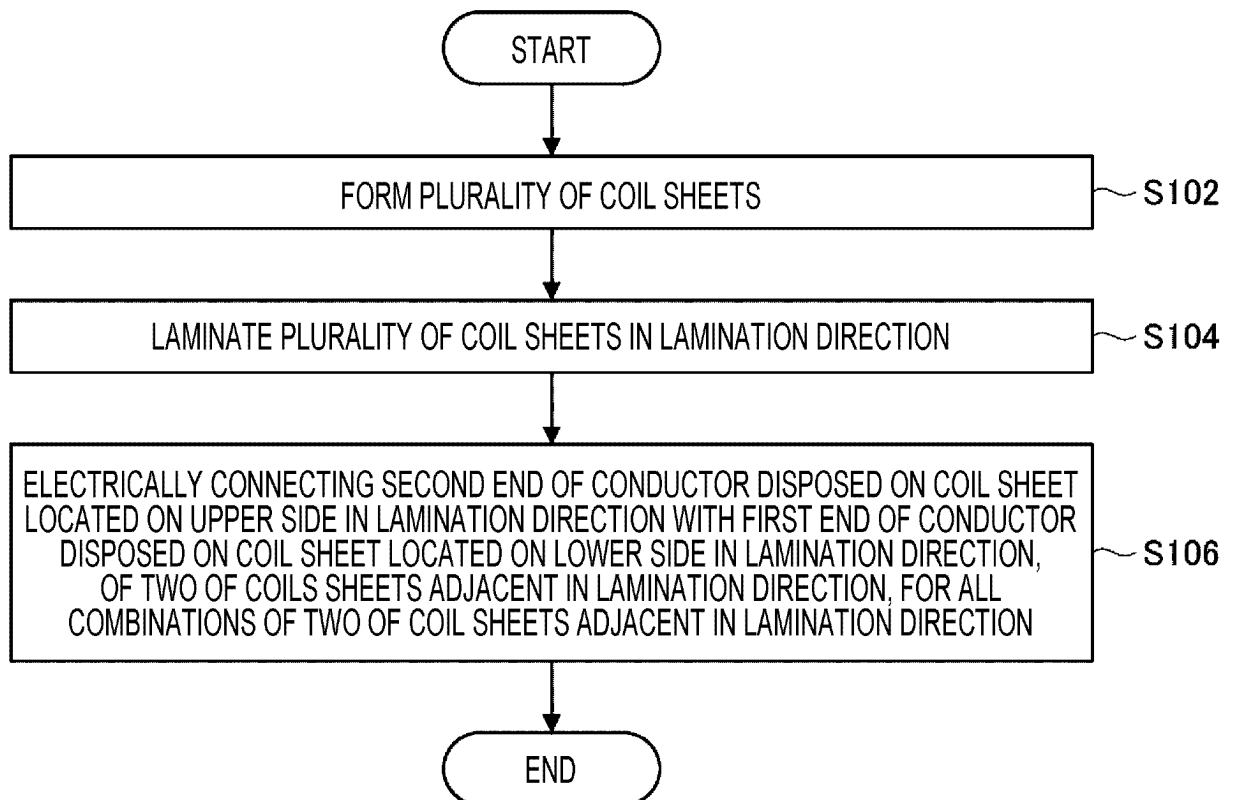 START
FORM PLURALITY OF COIL SHEETS
S102
LAMINATE PLURALITY OF COIL SHEETS IN LAMINATION DIRECTION
S104
ELECTRICALLY CONNECTING SECOND END OF CONDUCTOR DISPOSED ON COIL SHEET
LOCATED ON UPPER SIDE IN LAMINATION DIRECTION WITH FIRST END OF CONDUCTOR
DISPOSED ON COIL SHEET LOCATED ON LOWER SIDE IN LAMINATION DIRECTION,
OF TWO OF COILS SHEETS ADJACENT IN LAMINATION DIRECTION, FOR ALL
COMBINATIONS OF TWO OF COIL SHEETS ADJACENT IN LAMINATION DIRECTION
S106
END